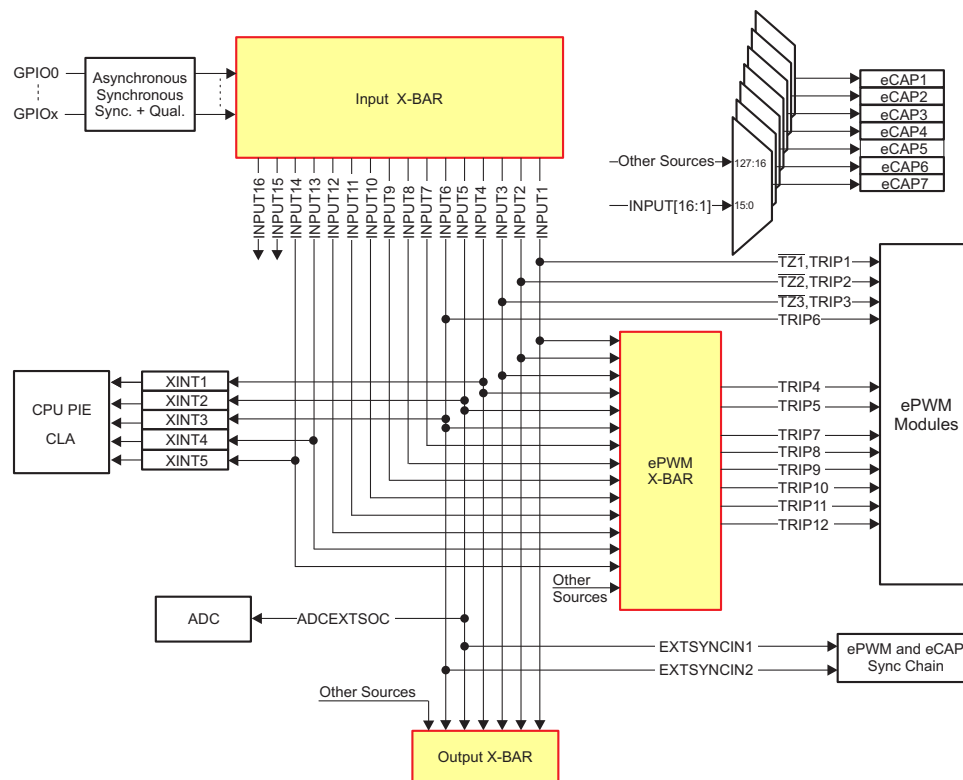 GPIO0
GPIOx
Asynchronous
Synchronous
Sync. + Qual.
Input X-BAR
INPUT16
INPUT15
INPUT14
INPUT13
INPUT12
INPUT11
INPUT10
INPUT9
INPUT8
INPUT7
INPUT6
INPUT5
INPUT4
INPUT3
INPUT2
INPUT1
Other Sources
INPUT[16:1]
127:16
15:0
eCAP1
eCAP2
eCAP3
eCAP4
eCAP5
eCAP6
eCAP7
TZ1,TRIP1
TZ2,TRIP2
TZ3,TRIP3
TRIP6
CPU PIE
CLA
XINT1
XINT2
XINT3
XINT4
XINT5
ePWM
X-BAR
TRIP4
TRIP5
TRIP7
TRIP8
TRIP9
TRIP10
TRIP11
TRIP12
ePWM
Modules
Other
Sources
ADC
ADCEXTSOC
EXTSYNCIN1
EXTSYNCIN2
ePWM and eCAP
Sync Chain
Other Sources
Output X-BAR